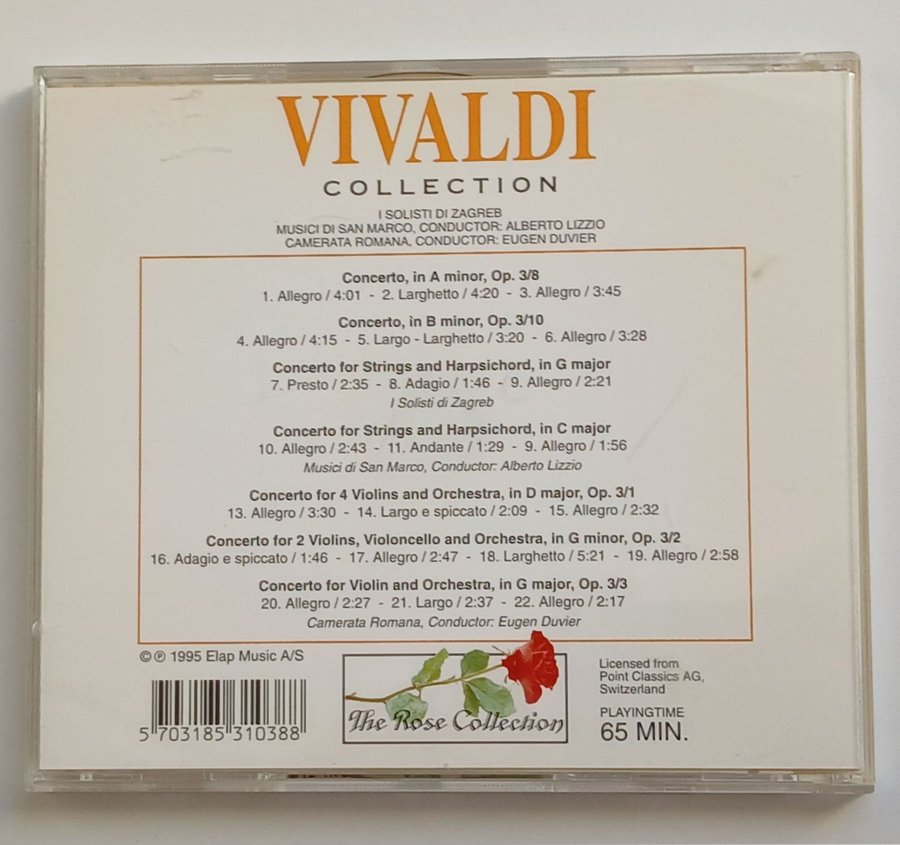 VIVALDI
COLLECTION
I SOLISTI DI ZAGREB
MUSICI DI SAN MARCO, CONDUCTOR: ALBERTO LIZZIO
CAMERATA ROMANA, CONDUCTOR: EUGEN DUVIER
Concerto, in A minor, Op. 3/8
1. Allegro / 4:01 - 2. Larghetto / 4:20 - 3. Allegro / 3:45
Concerto, in B minor, Op. 3/10
4. Allegro / 4:15 - 5. Largo - Larghetto / 3:20 - 6. Allegro / 3:28
Concerto for Strings and Harpsichord, in G major
7. Presto / 2:35 - 8. Adagio / 1:46 - 9. Allegro / 2:21
I Solisti di Zagreb
Concerto for Strings and Harpsichord, in C major
10. Allegro / 2:43 - 11. Andante / 1:29 - 9. Allegro / 1:56
Musici di San Marco, Conductor: Alberto Lizzio
Concerto for 4 Violins and Orchestra, in D major, Op. 3/1
13. Allegro / 3:30 - 14. Largo e spiccato / 2:09 - 15. Allegro / 2:32
Concerto for 2 Violins, Violoncello and Orchestra, in G minor, Op. 3/2
16. Adagio e spiccato / 1:46 - 17. Allegro / 2:47 - 18. Larghetto / 5:21 - 19. Allegro / 2:58
Concerto for Violin and Orchestra, in G major, Op. 3/3
20. Allegro / 2:27 - 21. Largo / 2:37 - 22. Allegro / 2:17
Camerata Romana, Conductor: Eugen Duvier
© ℗ 1995 Elap Music A/S
5 703185 310388
The Rose Collection
Licensed from
Point Classics AG,
Switzerland
PLAYINGTIME
65 MIN.